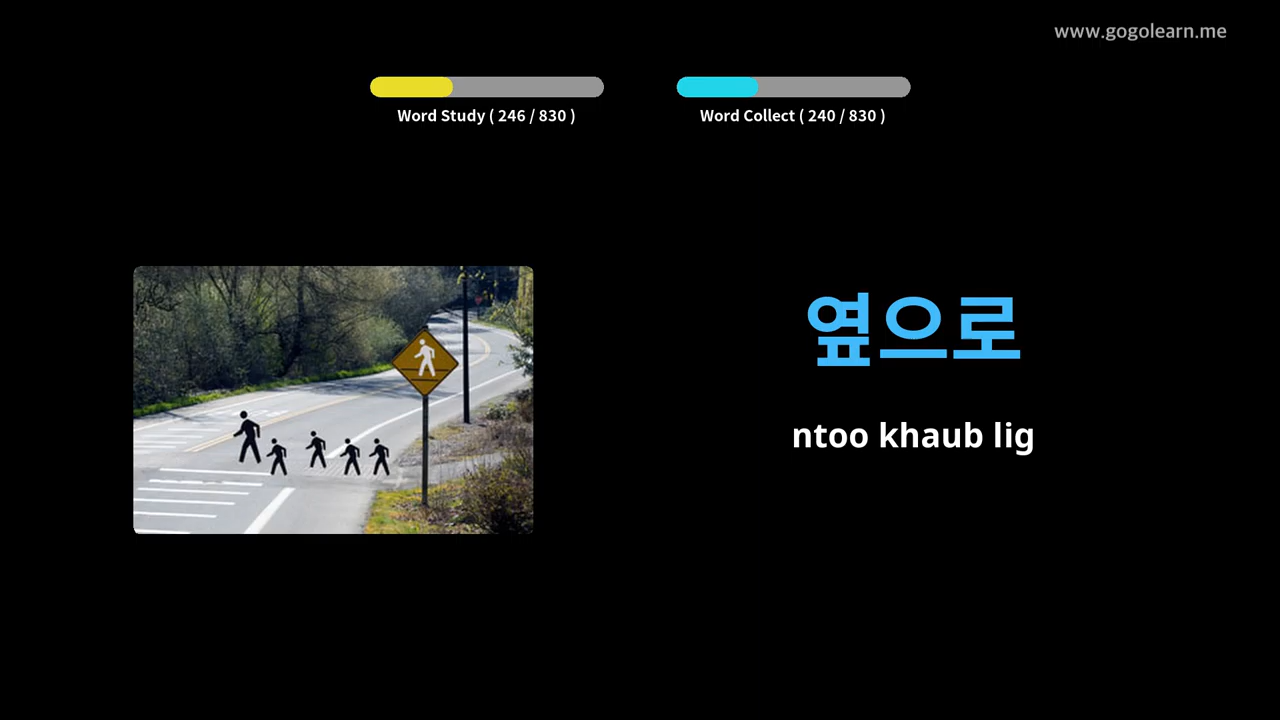 www.gogolearn.me
Word Study ( 246 / 830 )
Word Collect ( 240 / 830 )
옆으로
ntoo khaub lig